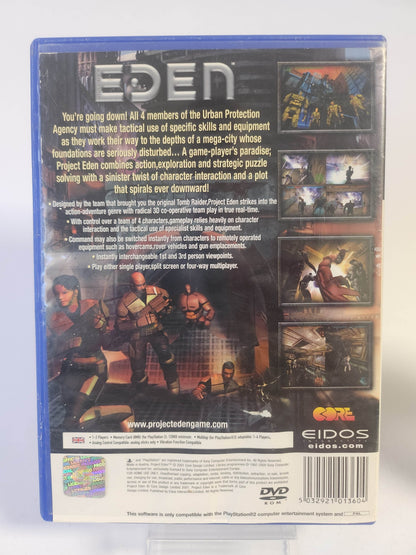 EDEN
You're going down! All 4 members of the Urban Protection
Agency must make tactical use of specific skills and equipment
as they work their way to the depths of a mega-city whose
foundations are seriously disturbed... A game-player's paradise;
Project Eden combines action,exploration and strategic puzzle
solving with a sinister twist of character interaction and a plot
that spirals ever downward!
• Designed by the team that brought you the original Tomb Raider,Project Eden strikes into the
action-adventure genre with radical 3D co-operative team play in true real-time.
• With control over a team of 4 characters,gameplay relies heavily on character
interaction and the tactical use of specialist skills and equipment.
• Command may also be switched instantly from characters to remotely operated
equipment such as hovercams,rover vehicles and gun emplacements.
• Instantly interchangeable 1st and 3rd person viewpoints.
• Play either single player,split screen or four-way multiplayer.
www.projectedengame.com
CORE
EIDOS
INTERACTIVE
eidos.com
DVD
ROM
5 032921 013604
This software is only compatible with the PlayStation®2 computer entertainment system and
PAL